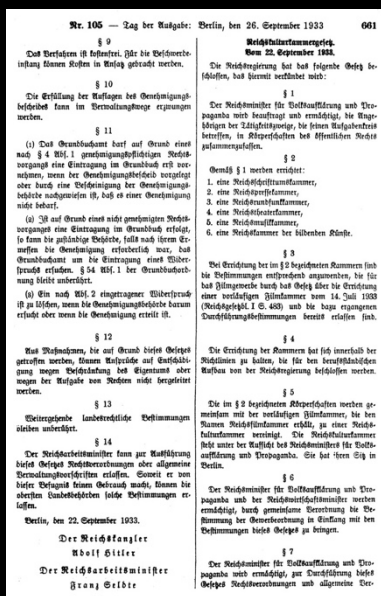 Nr. 105 — Tag der Ausgabe: Berlin, den 26. September 1933 661
§ 9
Das Verfahren ist kostenfrei. Für die Beschwerde-
instanz können Kosten in Ansatz gebracht werden.
§ 10
Die Erfüllung der Auflagen des Genehmigungs-
bescheides kann im Verwaltungswege erzwungen
werden.
§ 11
(1) Das Grundbuchamt darf auf Grund eines
nach § 4 Abs. 1 genehmigungspflichtigen Rechts-
vorgangs eine Eintragung im Grundbuch erst vor-
nehmen, wenn der Genehmigungsbescheid vorgelegt
oder durch eine Bescheinigung der Genehmigungs-
behörde nachgewiesen ist, daß es einer Genehmigung
nicht bedarf.
(2) Ist auf Grund eines nicht genehmigten Rechts-
vorganges eine Eintragung im Grundbuch erfolgt,
so kann die zuständige Behörde, falls nach ihrem Er-
messen die Genehmigung erforderlich war, das
Grundbuchamt um die Eintragung eines Wider-
spruchs ersuchen. § 54 Abs. 1 der Grundbuchord-
nung bleibt unberührt.
(3) Ein nach Abs. 2 eingetragener Widerspruch
ist zu löschen, wenn die Genehmigungsbehörde darum
ersucht oder wenn die Genehmigung erteilt ist.
§ 12
Aus Maßnahmen, die auf Grund dieses Gesetzes
getroffen werden, können Ansprüche auf Entschädi-
gung wegen Beschränkung des Eigentums oder
wegen der Aufgabe von Rechten nicht hergeleitet
werden.
§ 13
Weitergehende landesrechtliche Bestimmungen
bleiben unberührt.
§ 14
Der Reichsarbeitsminister kann zur Ausführung
dieses Gesetzes Rechtsverordnungen oder allgemeine
Verwaltungsvorschriften erlassen. Soweit er von
dieser Befugnis keinen Gebrauch macht, können die
obersten Landesbehörden solche Bestimmungen er-
lassen.
Berlin, den 22. September 1933.
Der Reichskanzler
Adolf Hitler
Der Reichsarbeitsminister
Franz Seldte
Reichskulturkammergesetz.
Vom 22. September 1933.
Die Reichsregierung hat das folgende Gesetz be-
schlossen, das hiermit verkündet wird:
§ 1
Der Reichsminister für Volksaufklärung und Pro-
paganda wird beauftragt und ermächtigt, die Ange-
hörigen der Tätigkeitszweige, die seinen Aufgabenkreis
betreffen, in Körperschaften des öffentlichen Rechts
zusammenzufassen.
§ 2
Gemäß § 1 werden errichtet:
1. eine Reichsschrifttumskammer,
2. eine Reichspressekammer,
3. eine Reichsrundfunkkammer,
4. eine Reichstheaterkammer,
5. eine Reichsmusikkammer,
6. eine Reichskammer der bildenden Künste.
§ 3
Bei Errichtung der im § 2 bezeichneten Kammern sind
die Bestimmungen entsprechend anzuwenden, die für
das Filmgewerbe durch das Gesetz über die Errichtung
einer vorläufigen Filmkammer vom 14. Juli 1933
(Reichsgesetzbl. I S. 483) und die dazu ergangenen
Durchführungsbestimmungen bereits erlassen sind.
§ 4
Die Errichtung der Kammern hat sich innerhalb der
Richtlinien zu halten, die für den berufsständischen
Aufbau von der Reichsregierung beschlossen werden.
§ 5
Die im § 2 bezeichneten Körperschaften werden ge-
meinsam mit der vorläufigen Filmkammer, die den
Namen Reichsfilmkammer erhält, zu einer Reichs-
kulturkammer vereinigt. Die Reichskulturkammer
steht unter der Aufsicht des Reichsministers für Volks-
aufklärung und Propaganda. Sie hat ihren Sitz in
Berlin.
§ 6
Der Reichsminister für Volksaufklärung und Pro-
paganda und der Reichswirtschaftsminister werden
ermächtigt, durch gemeinsame Verordnung die Be-
stimmung der Gewerbeordnung in Einklang mit den
Bestimmungen dieses Gesetzes zu bringen.
§ 7
Der Reichsminister für Volksaufklärung und Pro-
paganda wird ermächtigt, zur Durchführung dieses
Gesetzes Rechtsverordnungen und allgemeine Ver-